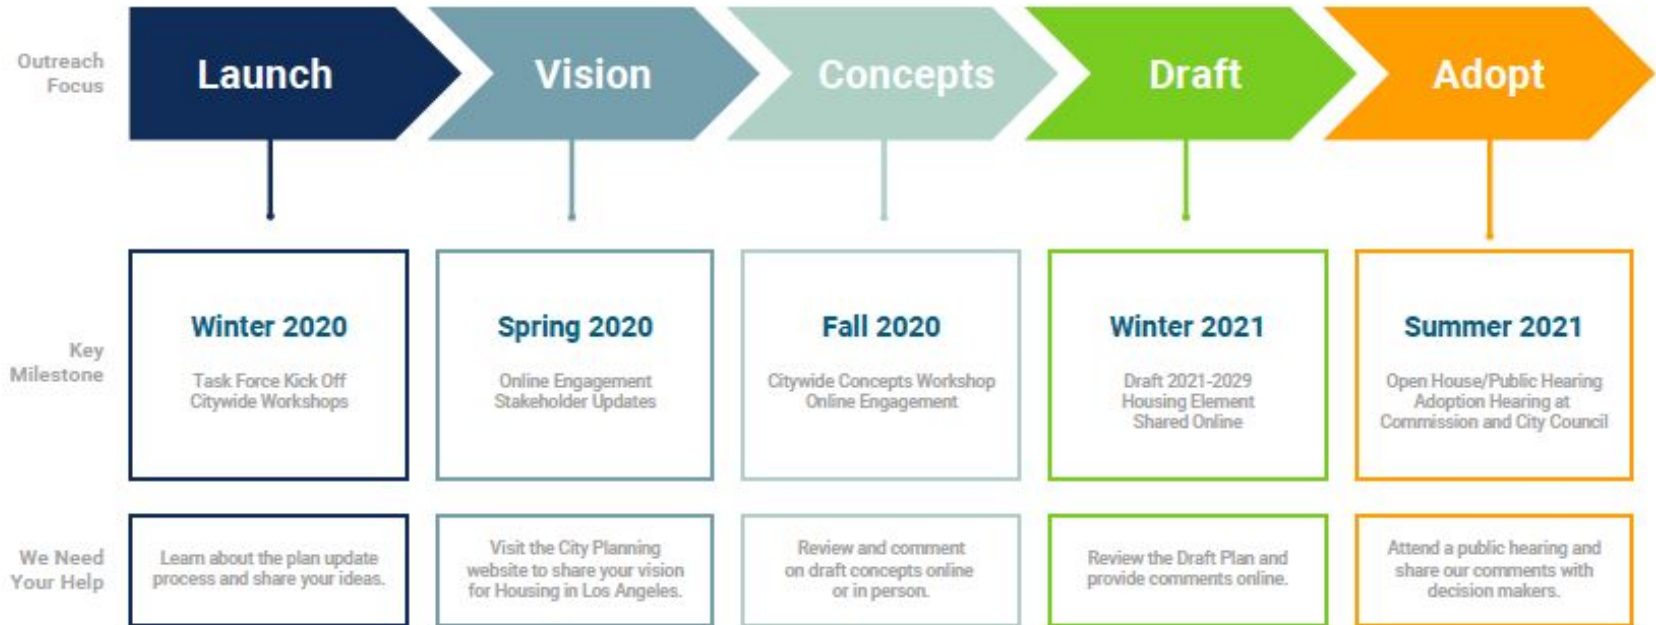 Outreach
Focus
Launch
Vision
Concepts
Draft
Adopt
Key
Milestone
Winter 2020
Task Force Kick Off
Citywide Workshops
Spring 2020
Online Engagement
Stakeholder Updates
Fall 2020
Citywide Concepts Workshop
Online Engagement
Winter 2021
Draft 2021-2029
Housing Element
Shared Online
Summer 2021
Open House/Public Hearing
Adoption Hearing at
Commission and City Council
We Need
Your Help
Learn about the plan update
process and share your ideas.
Visit the City Planning
website to share your vision
for Housing in Los Angeles.
Review and comment
on draft concepts online
or in person.
Review the Draft Plan and
provide comments online.
Attend a public hearing and
share our comments with
decision makers.